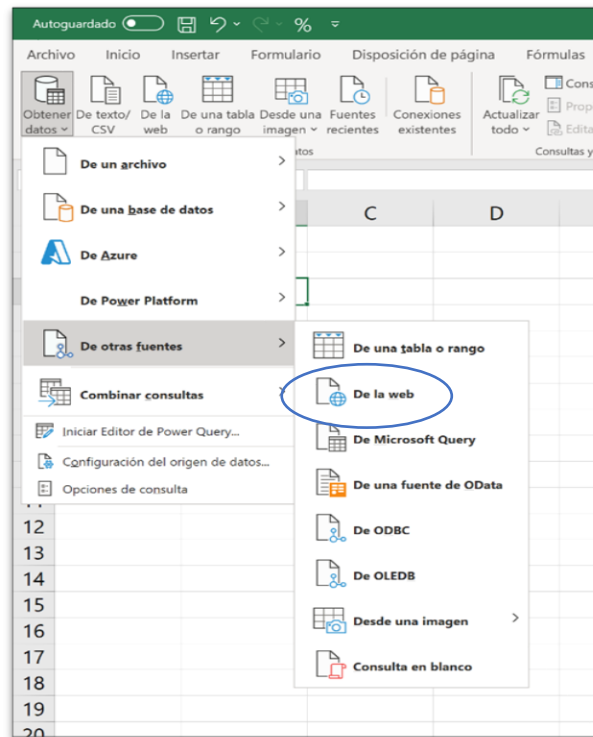 Autoguardado
Archivo Inicio Insertar Formulario Disposición de página Fórmulas
Obtener datos
De texto/ CSV
De la web
De una tabla o rango
Desde una imagen
Fuentes recientes
Conexiones existentes
Actualizar todo
Cons
Prop
Edita
Consultas y
De un archivo
De una base de datos
De Azure
De Power Platform
De otras fuentes
Combinar consultas
Iniciar Editor de Power Query...
Configuración del origen de datos...
Opciones de consulta
De una tabla o rango
De la web
De Microsoft Query
De una fuente de OData
De ODBC
De OLEDB
Desde una imagen
Consulta en blanco
C D
12
13
14
15
16
17
18
19
20